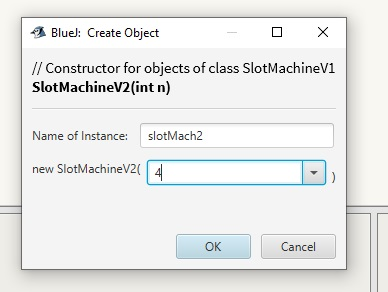 BlueJ: Create Object
// Constructor for objects of class SlotMachineV1
SlotMachineV2(int n)
Name of Instance: slotMach2
new SlotMachineV2( 4 )
OK Cancel